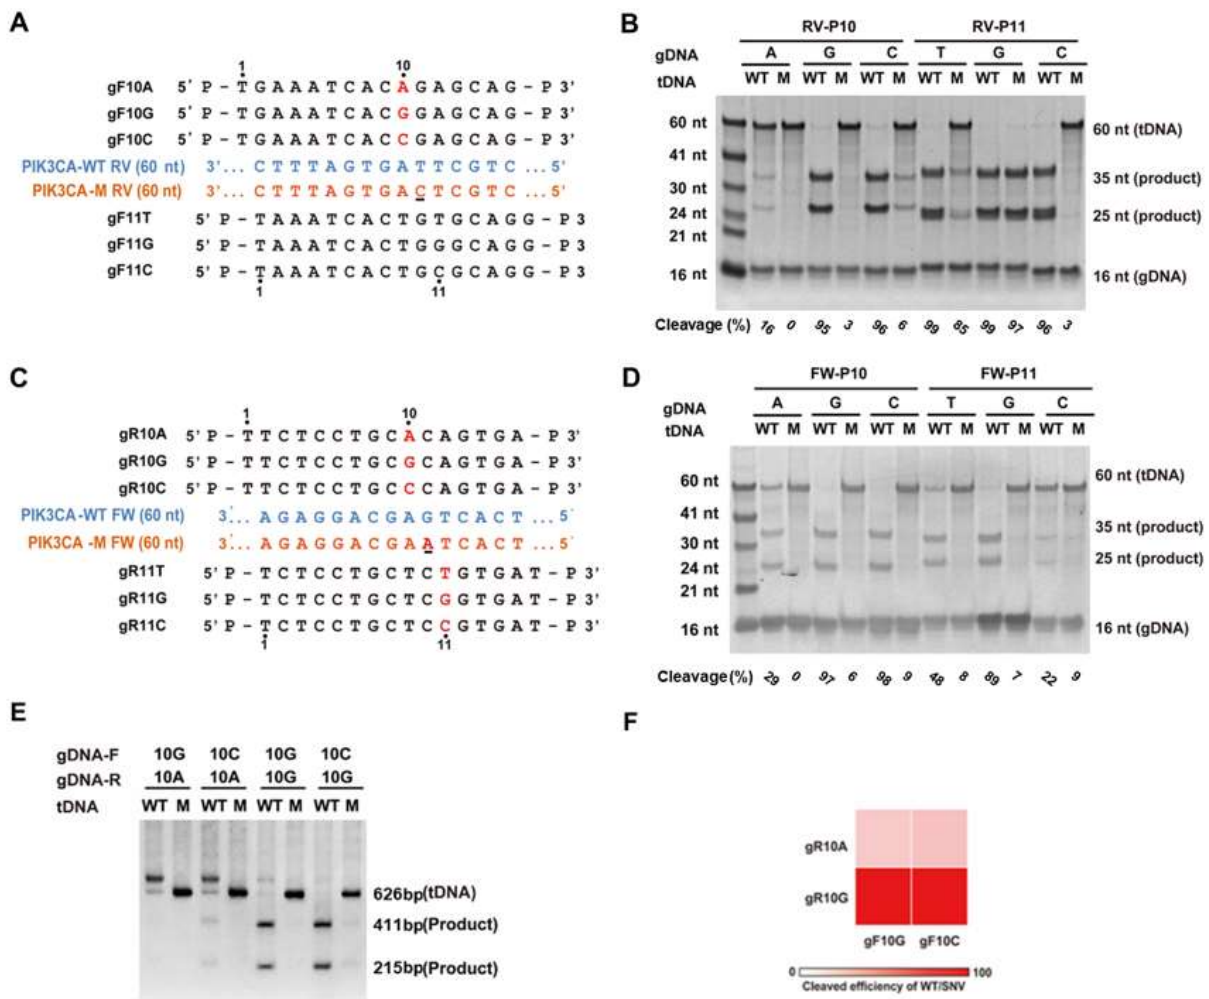 A
1 10
gF10A 5' P - T G A A A T C A C A G A G C A G - P 3'
gF10G G
gF10C C
PIK3CA-WT RV (60 nt) 3'... C T T T A G T G A T T C G T C ... 5'
PIK3CA-M RV (60 nt) 3'... C T T T A G T G A C T C G T C ... 5'
gF11T 5' P - T A A A T C A C T G T G C A G G - P 3
gF11G 5' P - T A A A T C A C T G G G C A G G - P 3
gF11C 5' P - T A A A T C A C T G C G C A G G - P 3
1 11
B
RV-P10 RV-P11
gDNA A G C T G C
tDNA WT M WT M WT M WT M WT M WT M
60 nt 60 nt (tDNA)
41 nt
35 nt (product)
30 nt
24 nt 25 nt (product)
21 nt
16 nt 16 nt (gDNA)
Cleavage (%) 16 0 95 3 96 6 99 85 99 97 96 3
C
1 10
gR10A 5' P - T T C T C C T G C A C A G T G A - P 3'
gR10G G
gR10C C
PIK3CA-WT FW (60 nt) 3'... A G A G G A C G A G T C A C T ... 5'
PIK3CA -M FW (60 nt) 3'... A G A G G A C G A A T C A C T ... 5'
gR11T 5' P - T C T C C T G C T C T G T G A T - P 3'
gR11G 5' P - T C T C C T G C T C G G T G A T - P 3'
gR11C 5' P - T C T C C T G C T C C G T G A T - P 3'
1 11
D
FW-P10 FW-P11
gDNA A G C T G C
tDNA WT M WT M WT M WT M WT M WT M
60 nt 60 nt (tDNA)
41 nt
35 nt (product)
30 nt
25 nt (product)
24 nt
21 nt
16 nt 16 nt (gDNA)
Cleavage(%) 29 0 97 6 98 9 48 8 89 7 22 9
E
gDNA-F 10G 10C 10G 10C
gDNA-R 10A 10A 10G 10G
tDNA WT M WT M WT M WT M
626bp(tDNA)
411bp(Product)
215bp(Product)
F
gR10A
gR10G
gF10G gF10C
0 100
Cleaved efficiency of WT/SNV